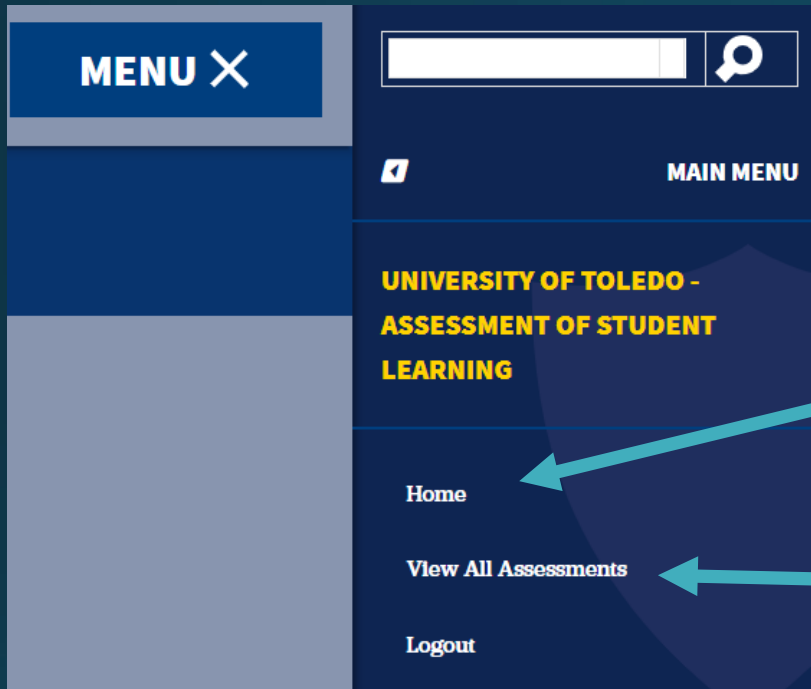 MENU X
MAIN MENU
UNIVERSITY OF TOLEDO -
ASSESSMENT OF STUDENT
LEARNING
Home
View All Assessments
Logout